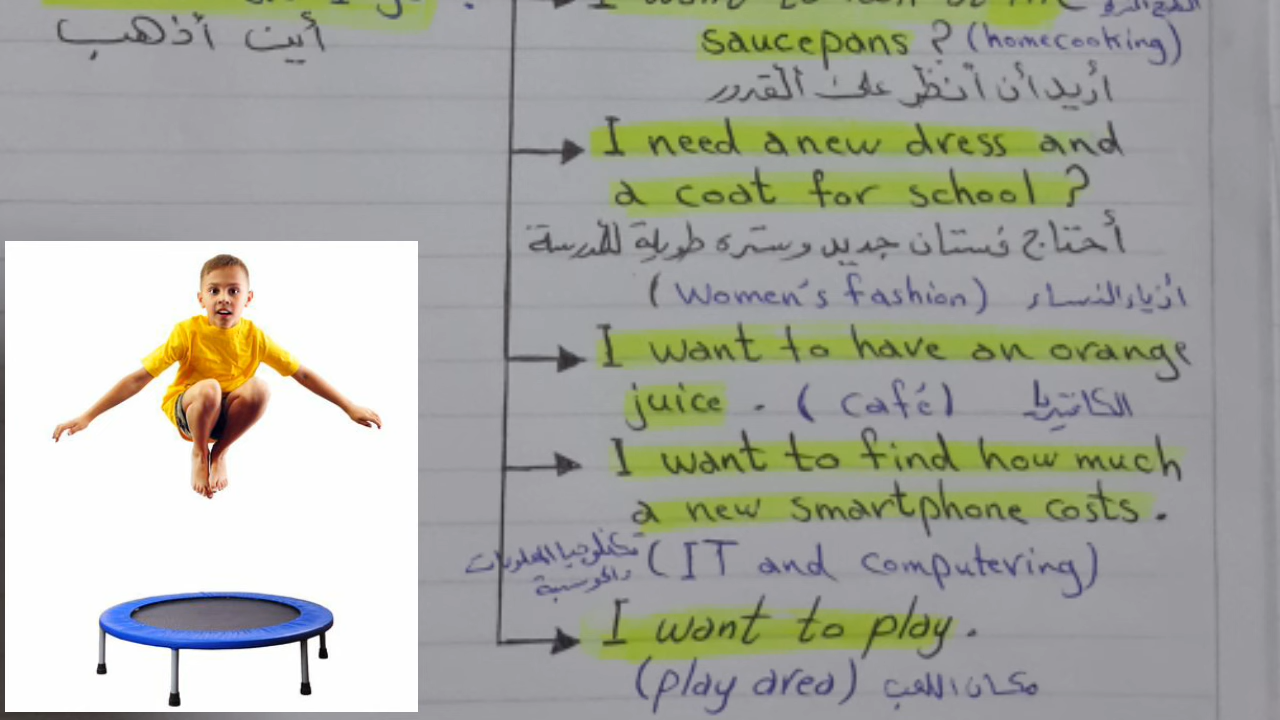 أين أذهب
saucepans ? (homecooking)
أريد أن أنظر على القدور
I need a new dress and
a coat for school ?
أحتاج فستان جديد وستره طويلة للمدرسة
(Women's fashion) أزياء النساء
I want to have an orange
juice . (café) الكافتيريا
I want to find how much
a new smartphone costs .
(IT and computering) تكنولوجيا المعلومات
والحوسبة
I want to play .
(play area) مكان اللعب